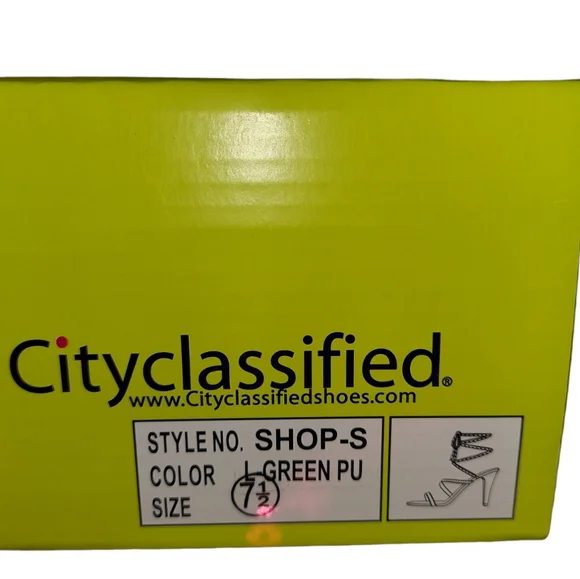 Cityclassified®
www.Cityclassifiedshoes.com
STYLE NO. SHOP-S
COLOR L GREEN PU
SIZE 7½